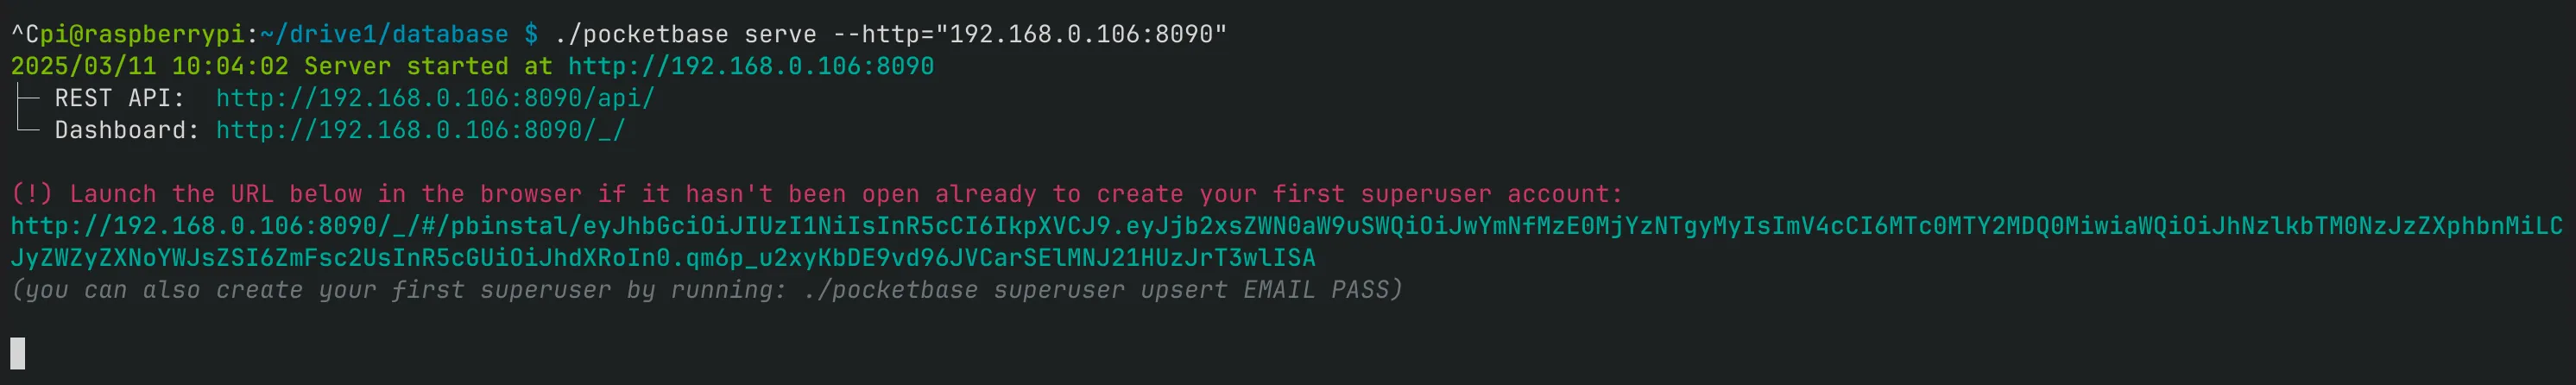 ^Cpi@raspberrypi:~/drive1/database $ ./pocketbase serve --http="192.168.0.106:8090"
2025/03/11 10:04:02 Server started at http://192.168.0.106:8090
├─ REST API:  http://192.168.0.106:8090/api/
└─ Dashboard: http://192.168.0.106:8090/_/
(!) Launch the URL below in the browser if it hasn't been open already to create your first superuser account:
http://192.168.0.106:8090/_/#/pbinstal/eyJhbGciOiJIUzI1NiIsInR5cCI6IkpXVCJ9.eyJjb2xsZWN0aW9uSWQiOiJwYmNfMzE0MjYzNTgyMyIsImV4cCI6MTc0MTY2MDQ0MiwiaWQiOiJhNzlkbTM0NzJzZXphbnMiLC
JyZWZyZXNoYWJsZSI6ZmFsc2UsInR5cGUiOiJhdXRoIn0.qm6p_u2xyKbDE9vd96JVCarSElMNJ21HUzJrT3wlISA
(you can also create your first superuser by running: ./pocketbase superuser upsert EMAIL PASS)